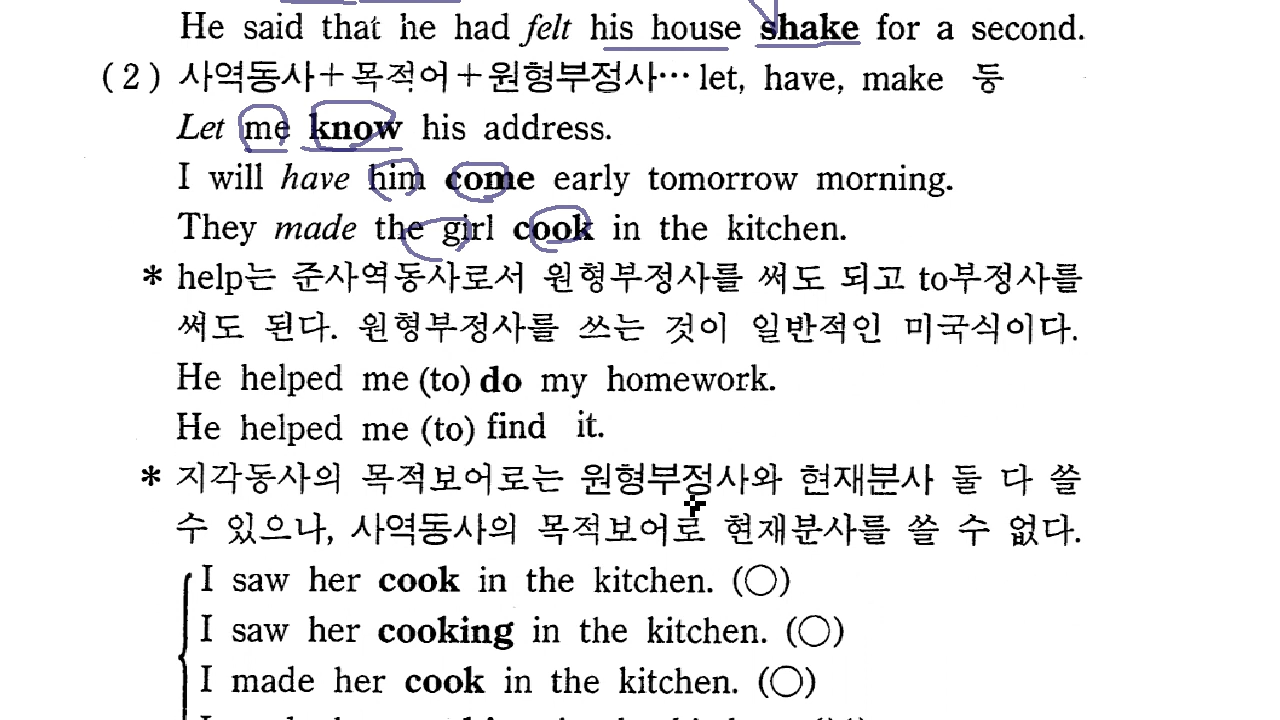 He said that he had felt his house shake for a second.
(2) 사역동사+목적어+원형부정사… let, have, make 등
Let me know his address.
I will have him come early tomorrow morning.
They made the girl cook in the kitchen.
* help는 준사역동사로서 원형부정사를 써도 되고 to부정사를
써도 된다. 원형부정사를 쓰는 것이 일반적인 미국식이다.
He helped me (to) do my homework.
He helped me (to) find it.
* 지각동사의 목적보어로는 원형부정사와 현재분사 둘 다 쓸
수 있으나, 사역동사의 목적보어로 현재분사를 쓸 수 없다.
I saw her cook in the kitchen. (○)
I saw her cooking in the kitchen. (○)
I made her cook in the kitchen. (○)